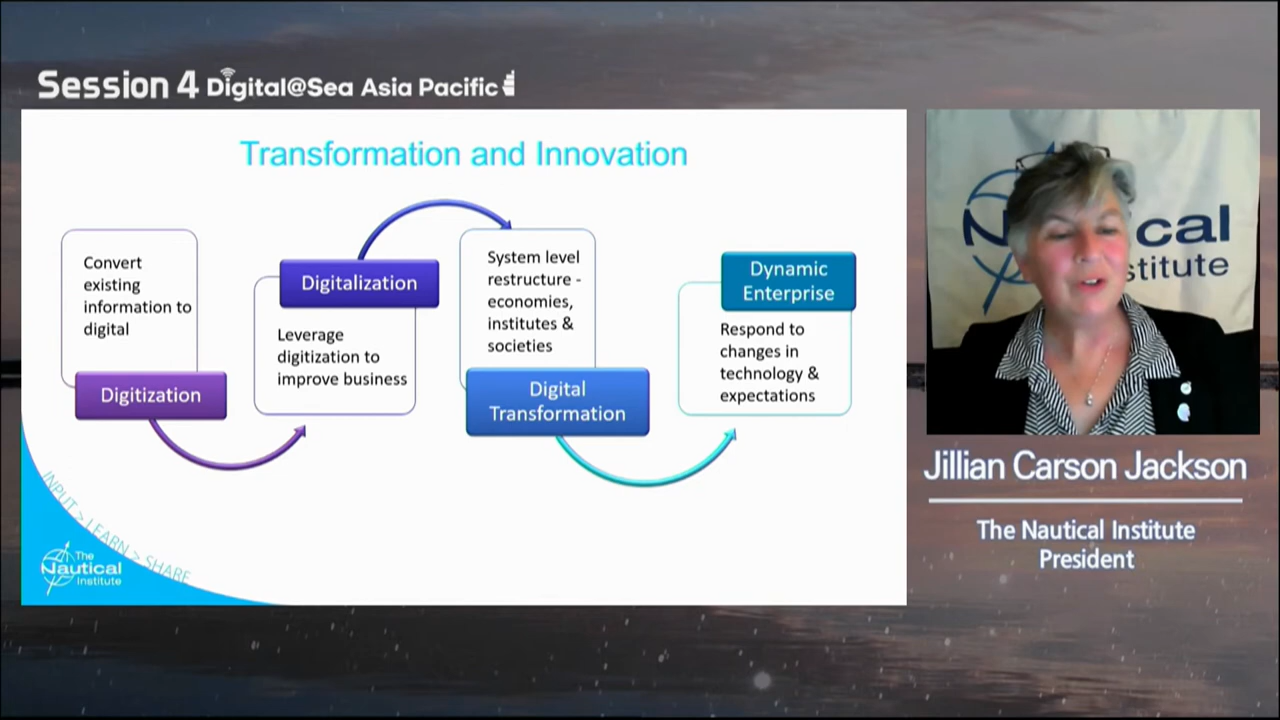 Session 4 Digital@Sea Asia Pacific
Transformation and Innovation
Convert
existing
information to
digital
Digitization
Digitalization
Leverage
digitization to
improve business
System level
restructure -
economies,
institutes &
societies
Digital
Transformation
Dynamic
Enterprise
Respond to
changes in
technology &
expectations
INPUT > LEARN > SHARE
The
Nautical
Institute
cal
stitute
Jillian Carson Jackson
The Nautical Institute
President